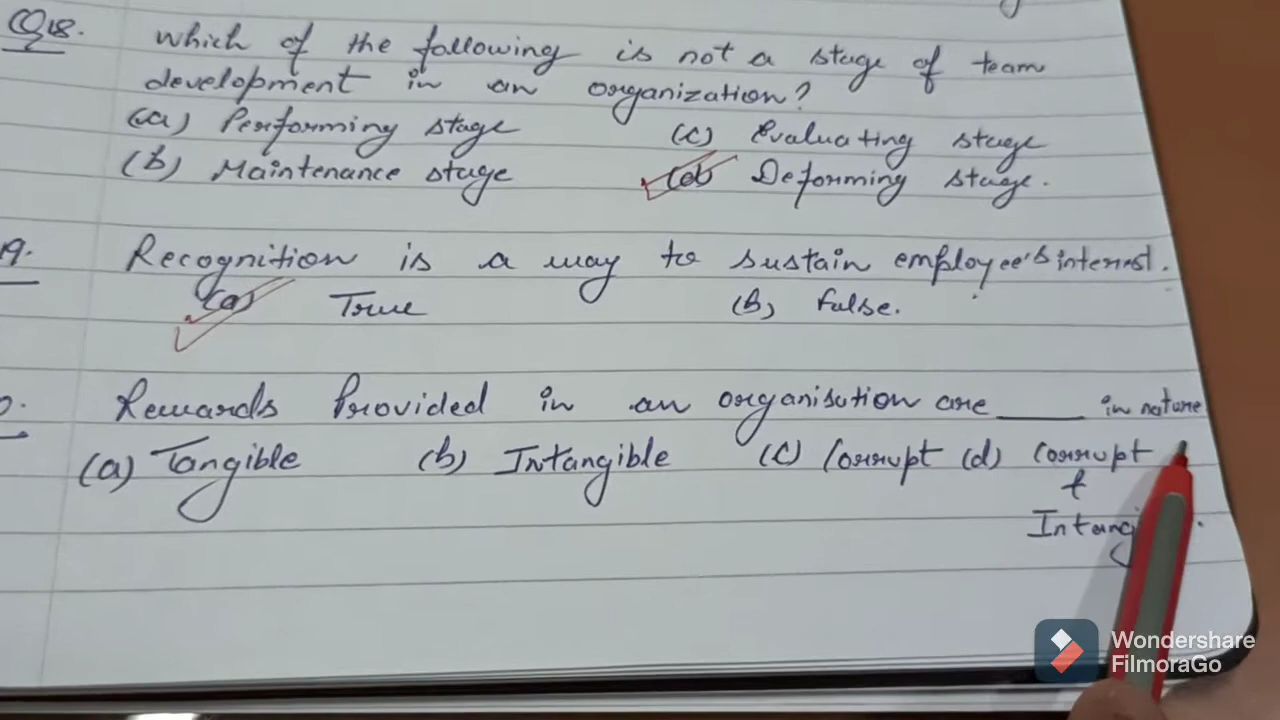 Q18. which of the following is not a stage of team
development in an organization?
(a) Performing stage (c) Evaluating stage
(b) Maintenance stage (d) Deforming stage.
19. Recognition is a way to sustain employee's interest.
(a) True (b) false.
Rewards Provided in an organisation are ____ in nature
(a) Tangible (b) Intangible (c) Corrupt (d) Corrupt
+
Wondershare
FilmoraGo